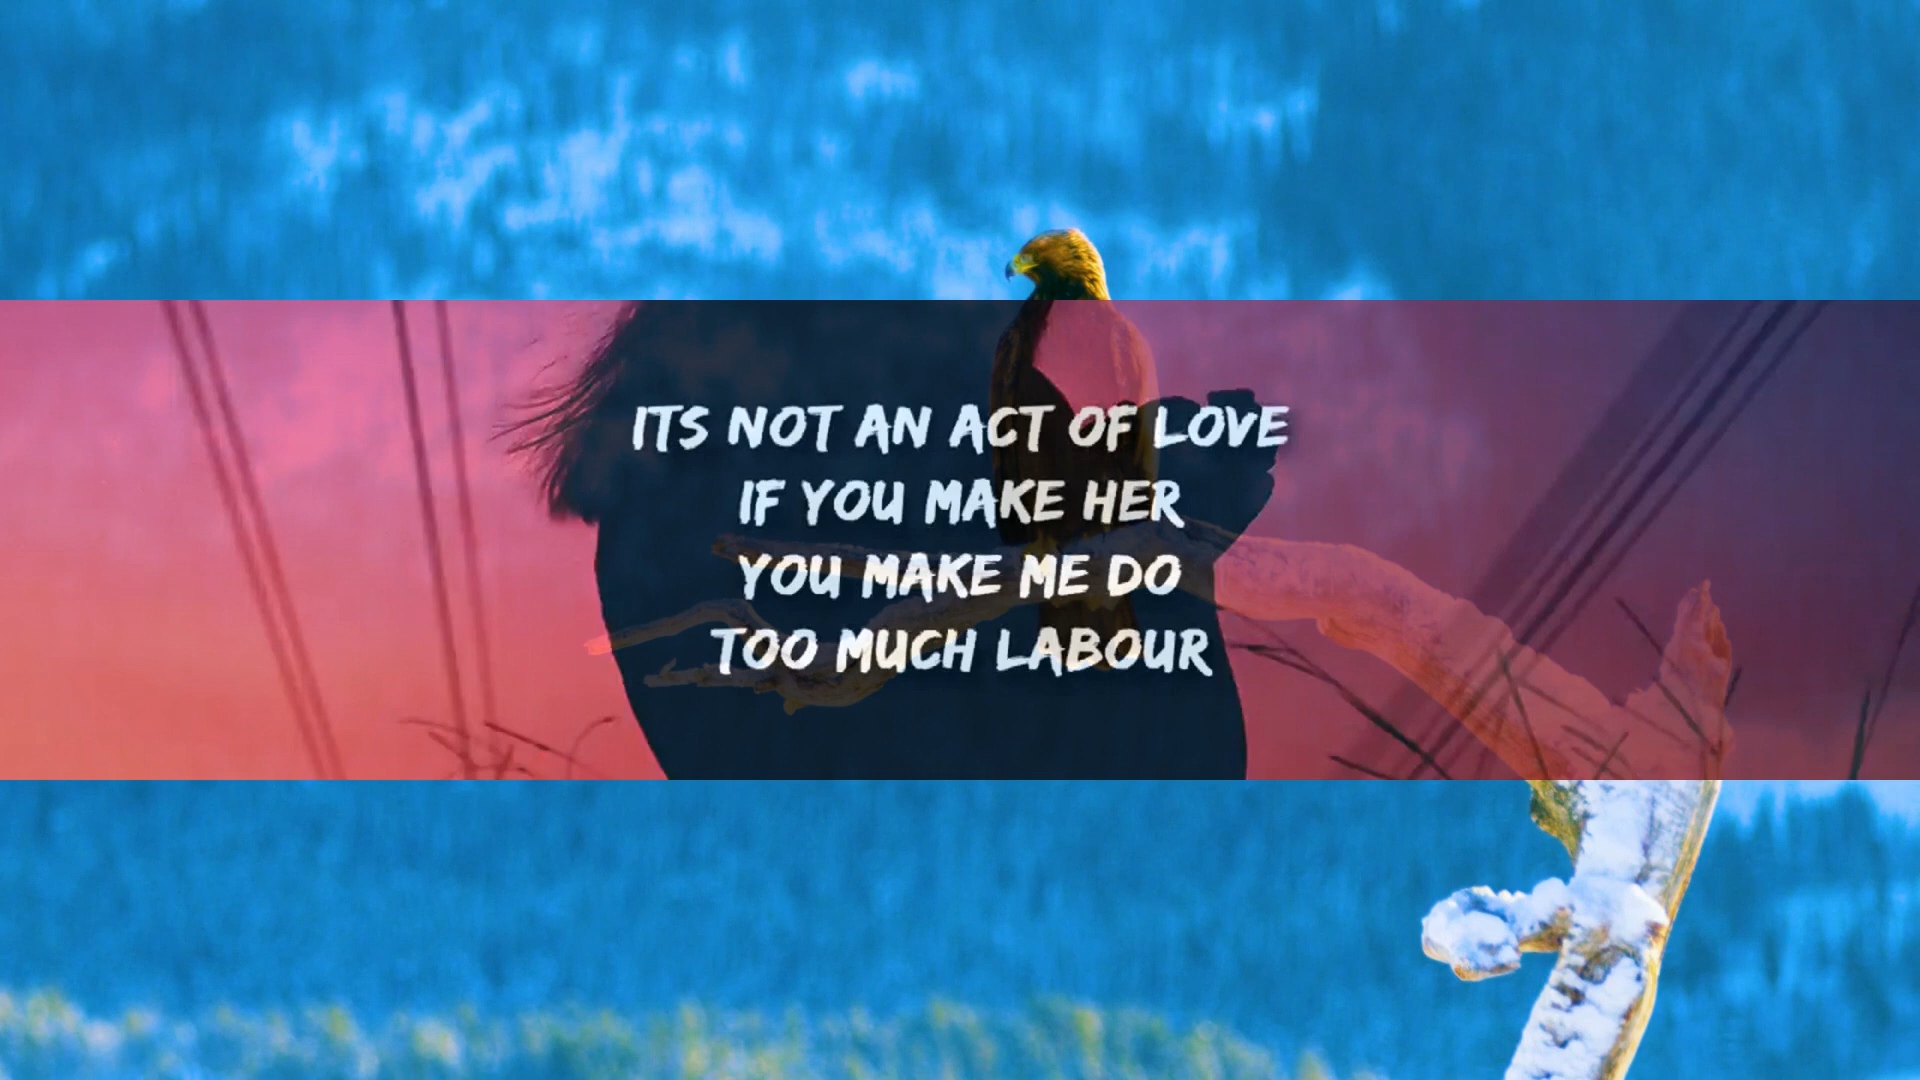 ITS NOT AN ACT OF LOVE
IF YOU MAKE HER
YOU MAKE ME DO
TOO MUCH LABOUR